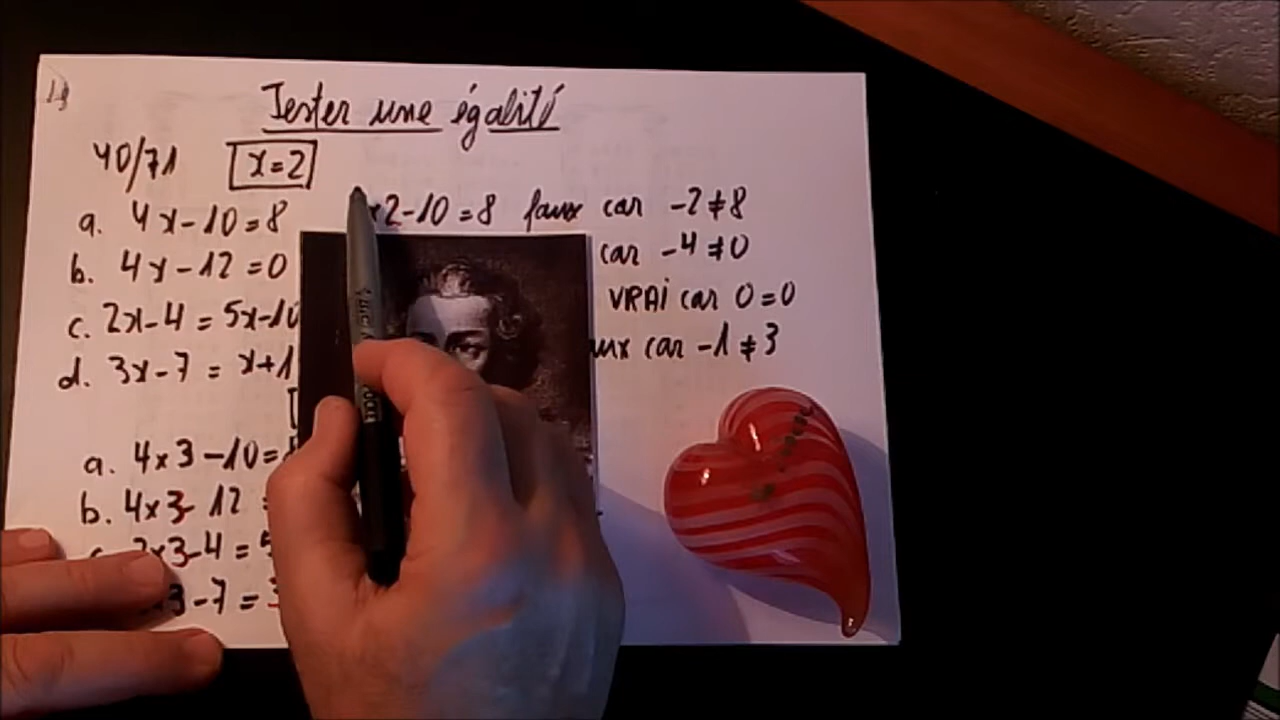 Tester une égalité
40/71 x=2
a. 4x-10=8 ×2-10=8 faux car -2≠8
b. 4x-12=0 car -4≠0
c. 2x-4=5x-10 VRAI car 0=0
d. 3x-7=x+1 car -1≠3
a. 4×3-10=
b. 4×3-12
3-4=
3-7=3